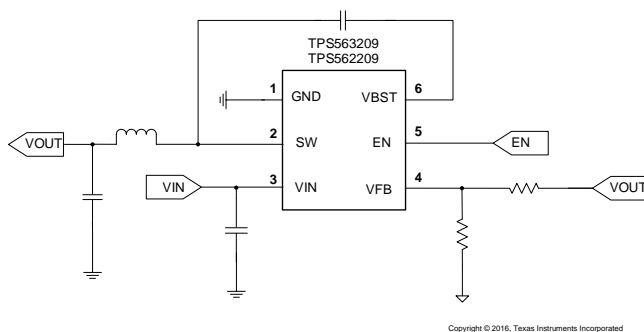 TPS563209
TPS562209
1
GND
VBST
6
2
SW
EN
5
EN
VOUT
3
VIN
VIN
VFB
4
VOUT
Copyright © 2016, Texas Instruments Incorporated